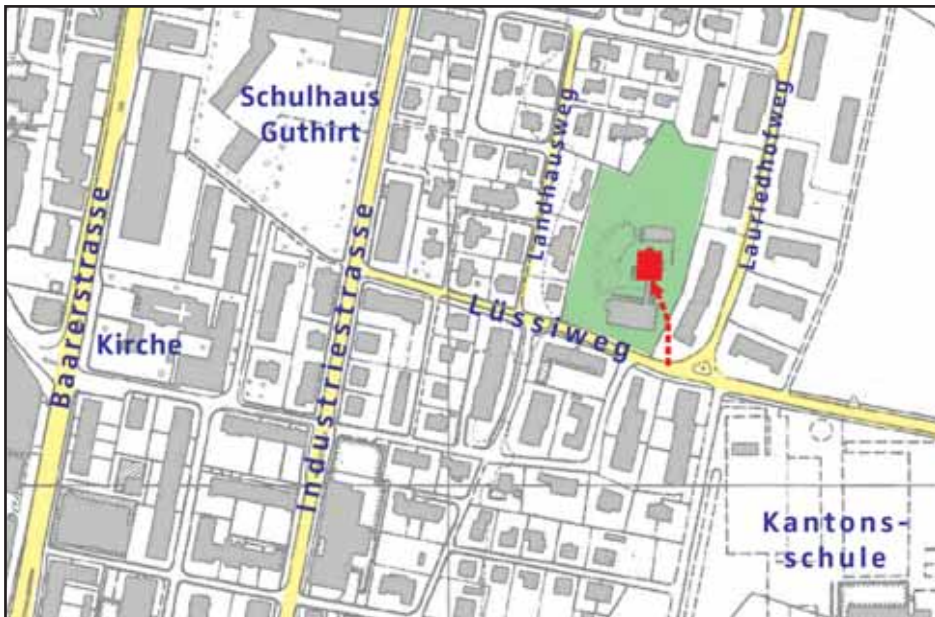 Schulhaus
Guthirt
Landhausweg
Lauriedhofweg
Baarerstrasse
Industriestrasse
Kirche
Lüssiweg
Kantons-
schule